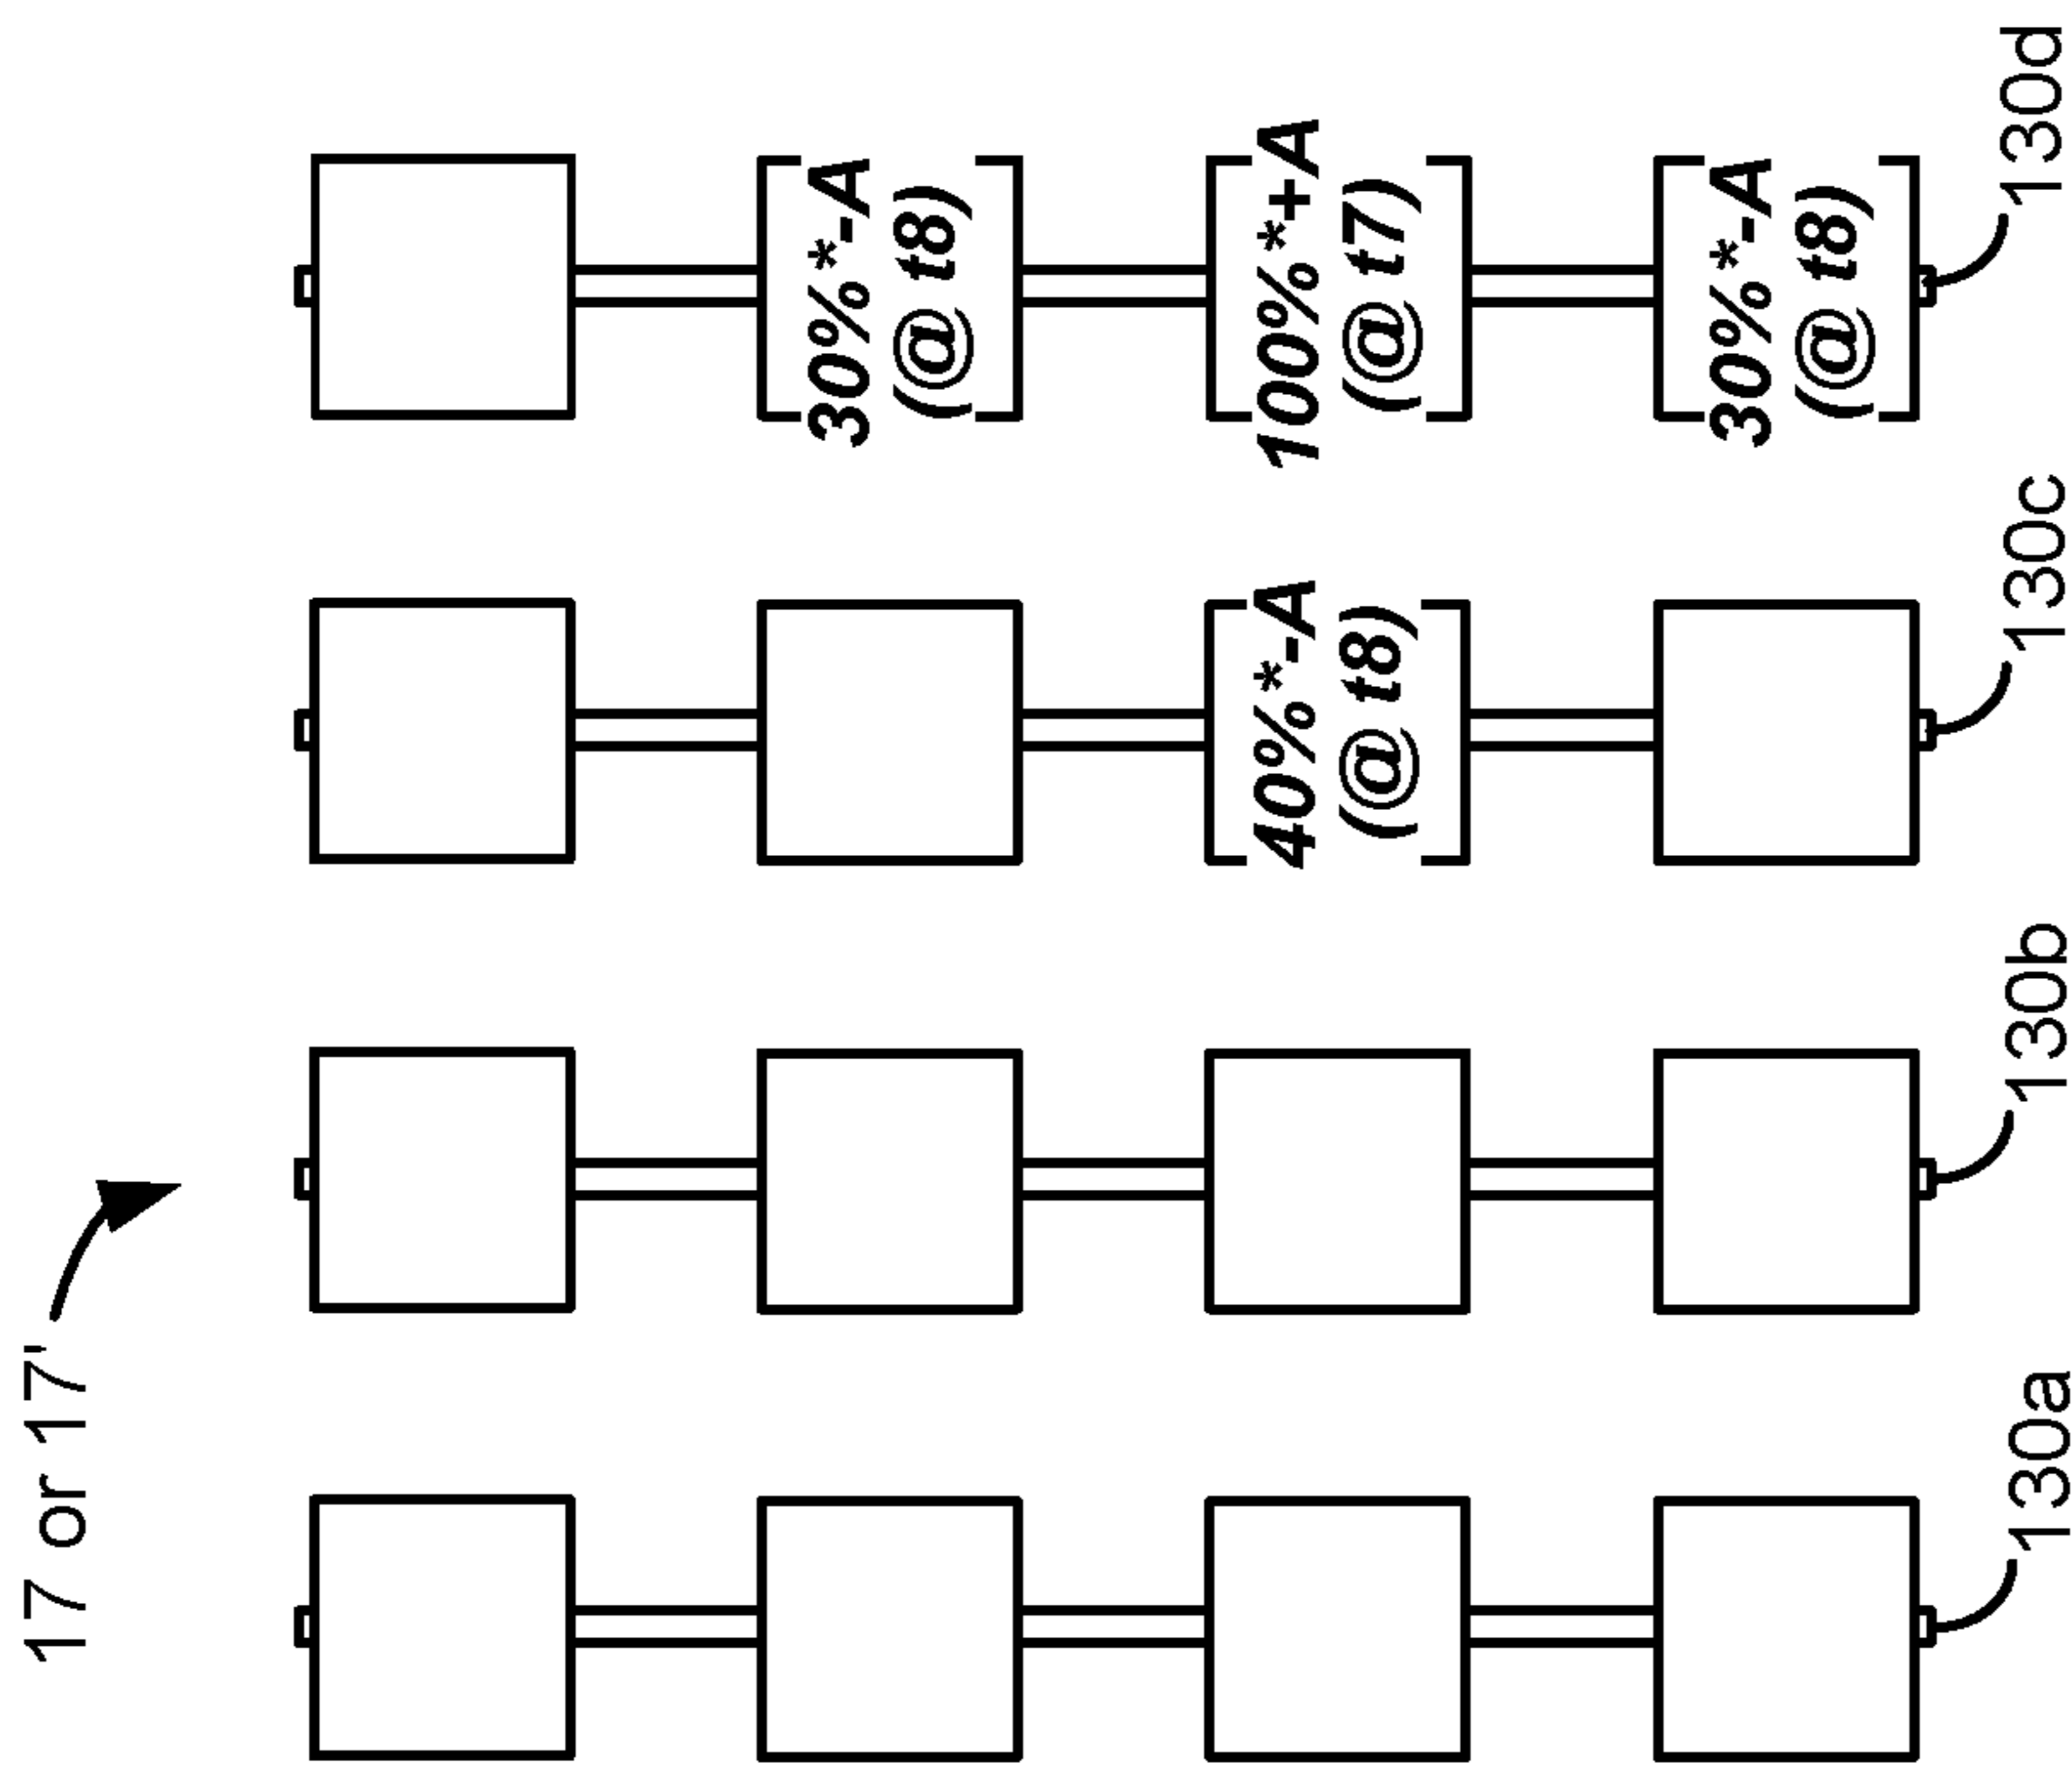 17 or 17'
30%*-A
(@ t8)
40%*-A
(@ t8)
100%*+A
(@ t7)
30%*-A
(@ t8)
130a
130b
130c
130d